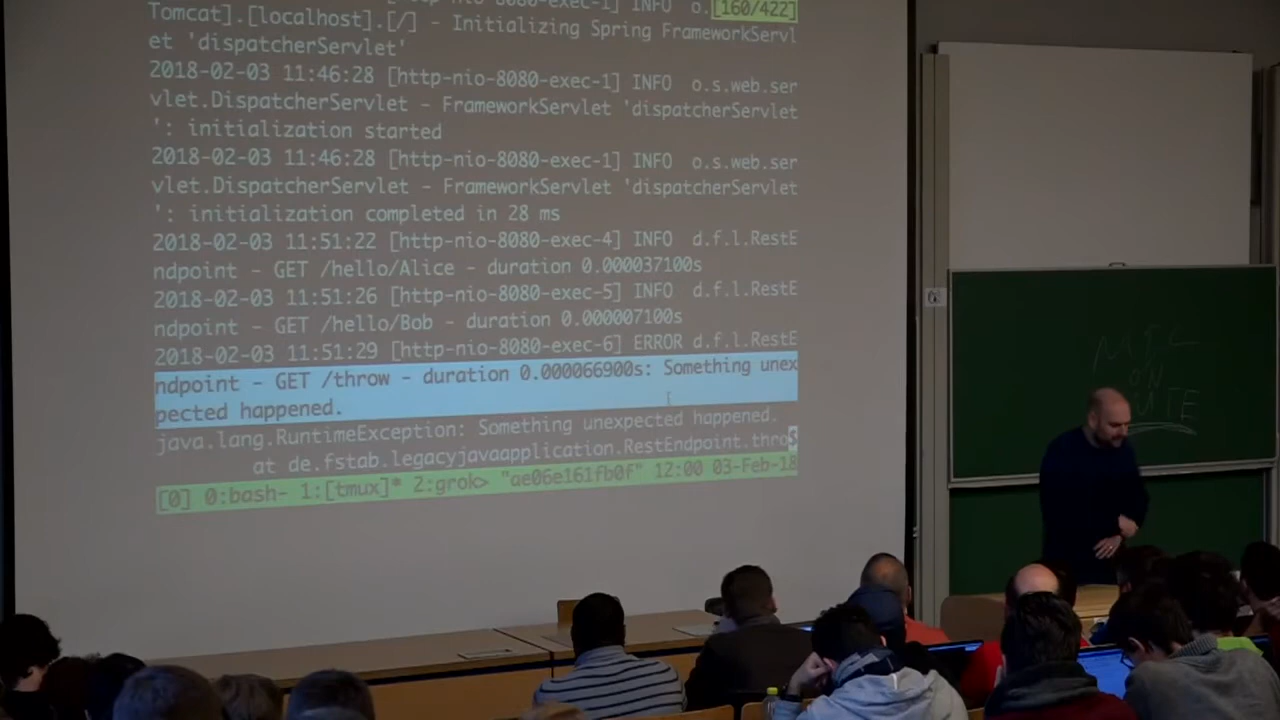 -exec-1] INFO o.[160/422]
Tomcat].[localhost].[/] - Initializing Spring FrameworkServl
et 'dispatcherServlet'
2018-02-03 11:46:28 [http-nio-8080-exec-1] INFO  o.s.web.ser
vlet.DispatcherServlet - FrameworkServlet 'dispatcherServlet
': initialization started
2018-02-03 11:46:28 [http-nio-8080-exec-1] INFO  o.s.web.ser
vlet.DispatcherServlet - FrameworkServlet 'dispatcherServlet
': initialization completed in 28 ms
2018-02-03 11:51:22 [http-nio-8080-exec-4] INFO  d.f.l.RestE
ndpoint - GET /hello/Alice - duration 0.000037100s
2018-02-03 11:51:26 [http-nio-8080-exec-5] INFO  d.f.l.RestE
ndpoint - GET /hello/Bob - duration 0.000007100s
2018-02-03 11:51:29 [http-nio-8080-exec-6] ERROR d.f.l.RestE
ndpoint - GET /throw - duration 0.000066900s: Something unex
pected happened.
java.lang.RuntimeException: Something unexpected happened.
at de.fstab.legacyjavaapplication.RestEndpoint.thro
[0] 0:bash- 1:[tmux]* 2:grok> "ae06e161fb0f" 12:00 03-Feb-18
ON